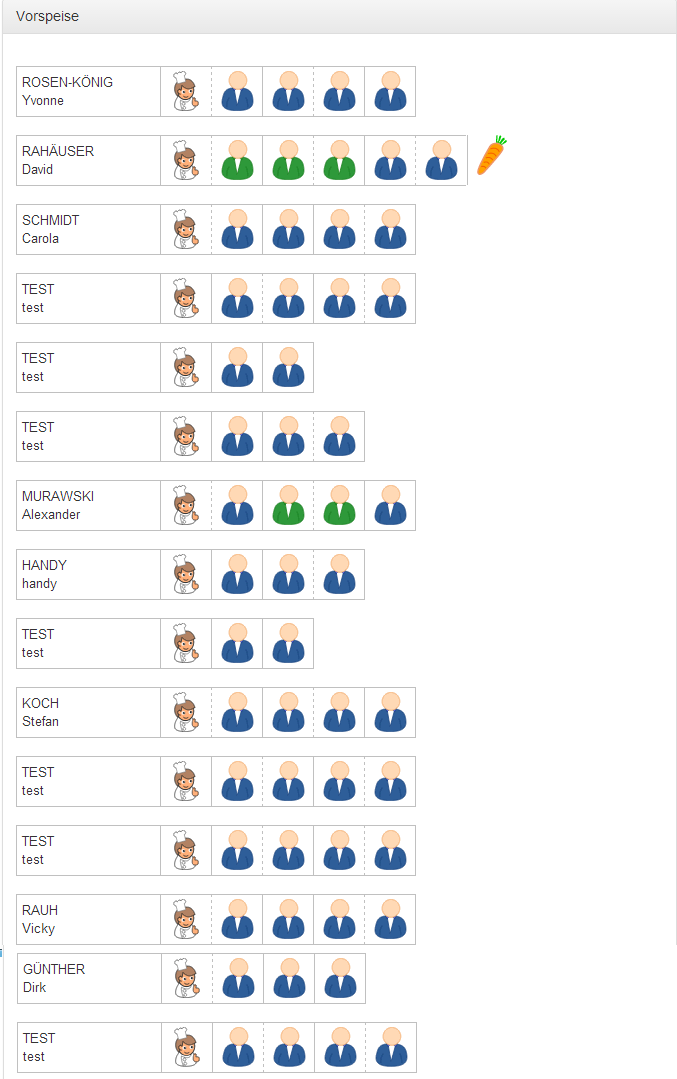 Vorspeise
ROSEN-KÖNIG
Yvonne
RAHÄUSER
David
SCHMIDT
Carola
TEST
test
TEST
test
TEST
test
MURAWSKI
Alexander
HANDY
handy
TEST
test
KOCH
Stefan
TEST
test
TEST
test
RAUH
Vicky
GÜNTHER
Dirk
TEST
test